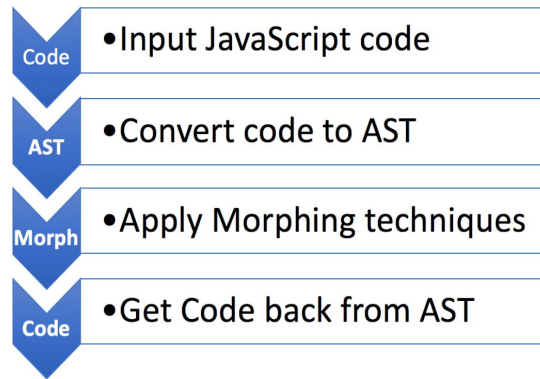 Code
•Input JavaScript code
AST
•Convert code to AST
Morph
•Apply Morphing techniques
Code
•Get Code back from AST